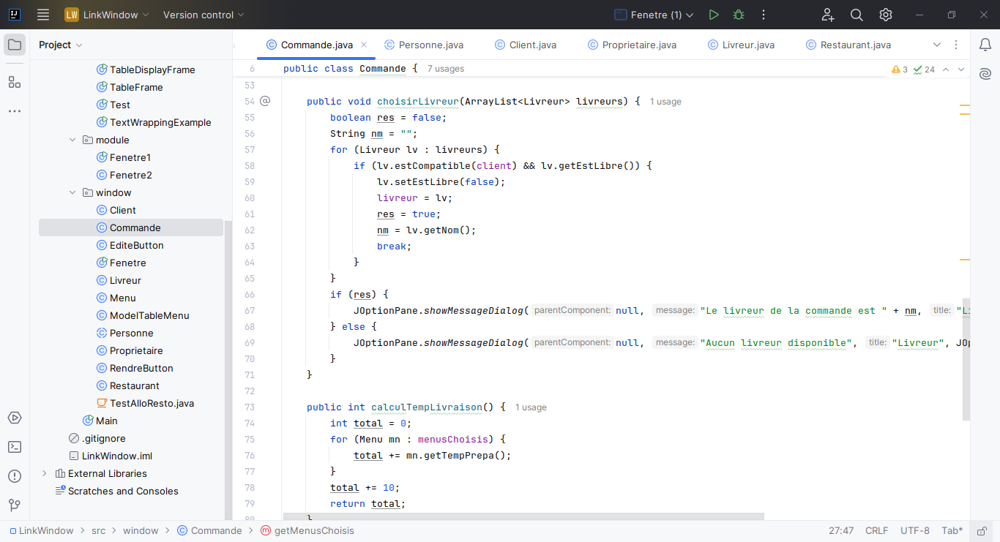 LW LinkWindow Version control Fenetre (1)
Project
Commande.java Personne.java Client.java Proprietaire.java Livreur.java Restaurant.java
TableDisplayFrame
TableFrame
Test
TextWrappingExample
module
Fenetre1
Fenetre2
window
Client
Commande
EditeButton
Fenetre
Livreur
Menu
ModelTableMenu
Personne
Proprietaire
RendreButton
Restaurant
TestAlloResto.java
Main
.gitignore
LinkWindow.iml
External Libraries
Scratches and Consoles
6 public class Commande { 7 usages 3 24
53
54 @ public void choisirLivreur(ArrayList<Livreur> livreurs) { 1 usage
55 boolean res = false;
56 String nm = "";
57 for (Livreur lv : livreurs) {
58 if (lv.estCompatible(client) && lv.getEstLibre()) {
59 lv.setEstLibre(false);
60 livreur = lv;
61 res = true;
62 nm = lv.getNom();
63 break;
64 }
65 }
66 if (res) {
67 JOptionPane.showMessageDialog( parentComponent: null, message: "Le livreur de la commande est " + nm, title: "Li
68 } else {
69 JOptionPane.showMessageDialog( parentComponent: null, message: "Aucun livreur disponible", title: "Livreur", JOp
70 }
71 }
72
73 public int calculTempLivraison() { 1 usage
74 int total = 0;
75 for (Menu mn : menusChoisis) {
76 total += mn.getTempPrepa();
77 }
78 total += 10;
79 return total;
80 }
LinkWindow > src > window > Commande > getMenusChoisis 27:47 CRLF UTF-8 Tab*